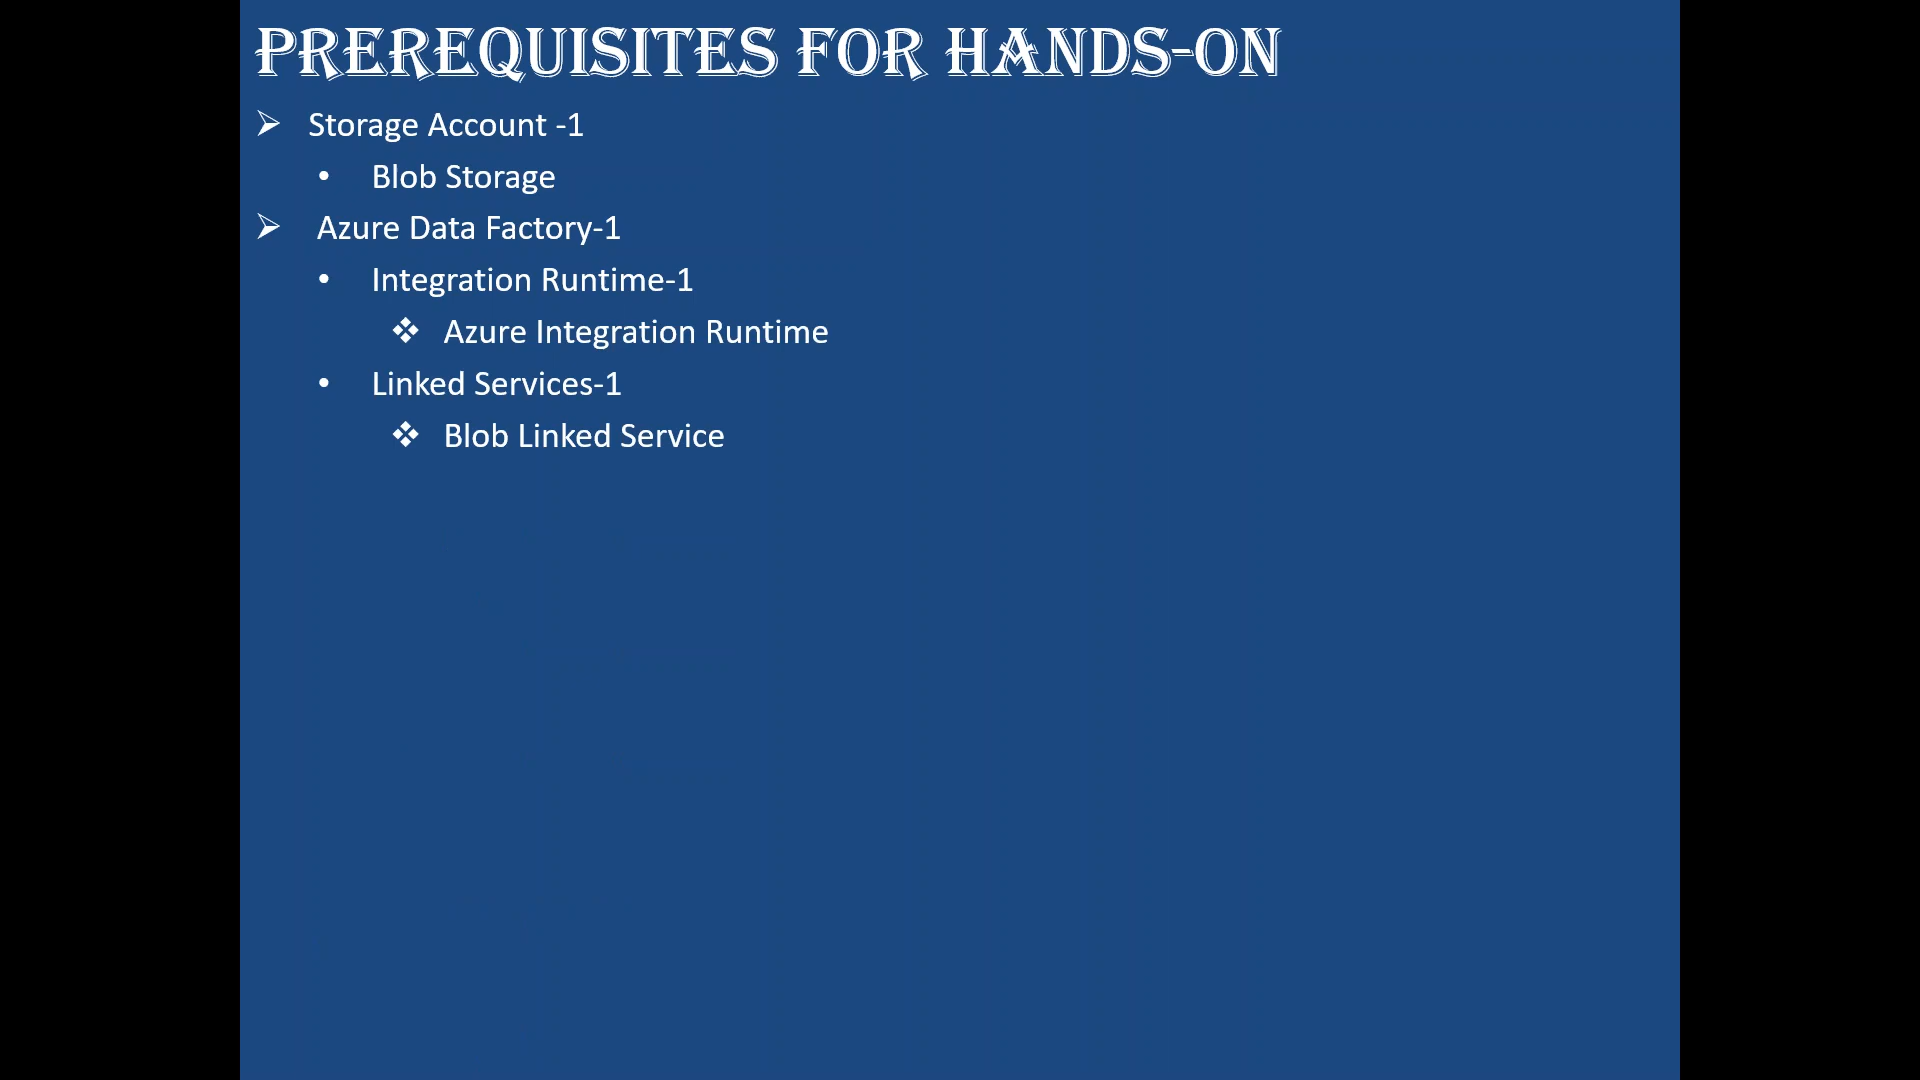 PREREQUISITES FOR HANDS-ON
➢ Storage Account -1
• Blob Storage
➢ Azure Data Factory-1
• Integration Runtime-1
❖ Azure Integration Runtime
• Linked Services-1
❖ Blob Linked Service